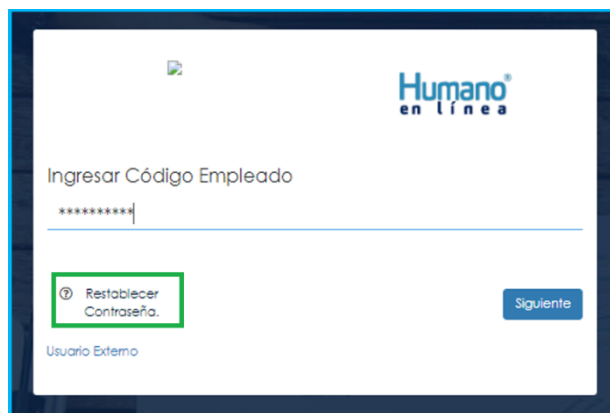 Humano®
en línea
Ingresar Código Empleado
**********
Restablecer
Contraseña.
Siguiente
Usuario Externo